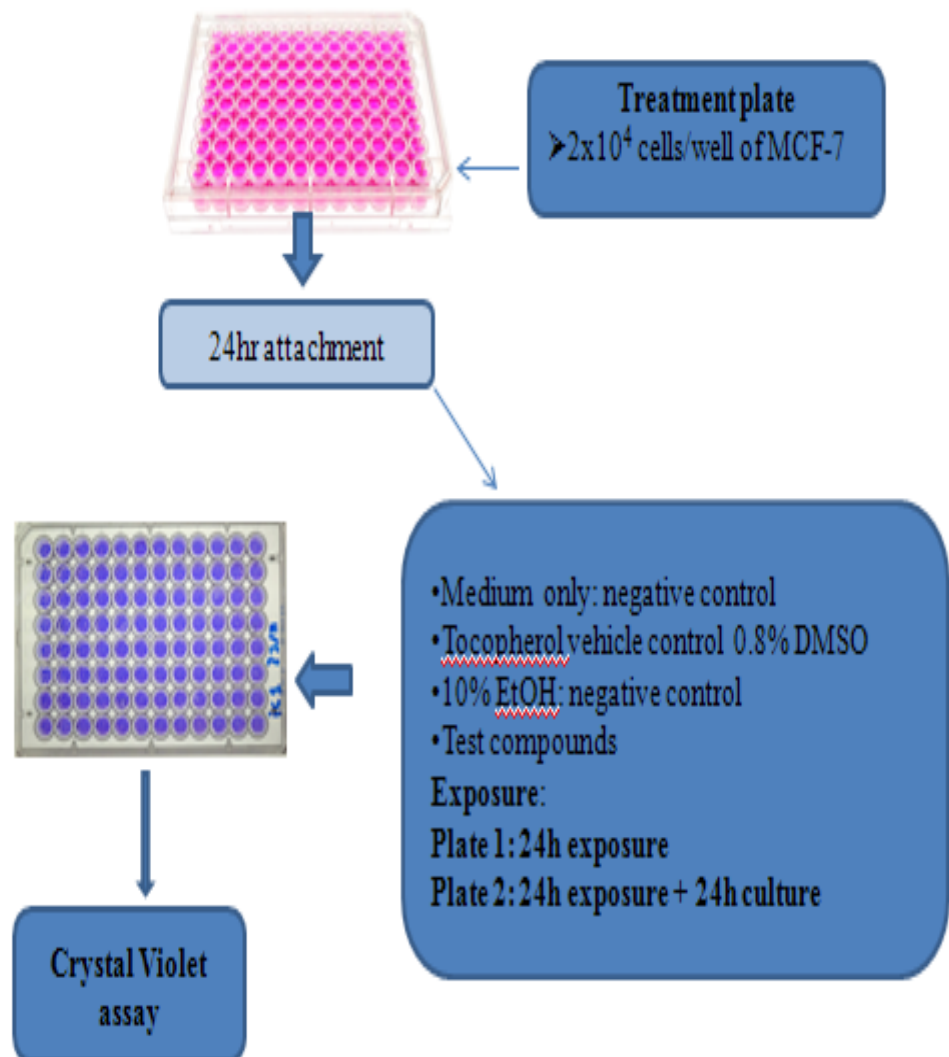 Treatment plate
➢2x10⁴ cells/well of MCF-7
24hr attachment
•Medium only: negative control
•Tocopherol vehicle control 0.8% DMSO
•10% EtOH: negative control
•Test compounds
Exposure:
Plate 1: 24h exposure
Plate 2: 24h exposure + 24h culture
Crystal Violet
assay